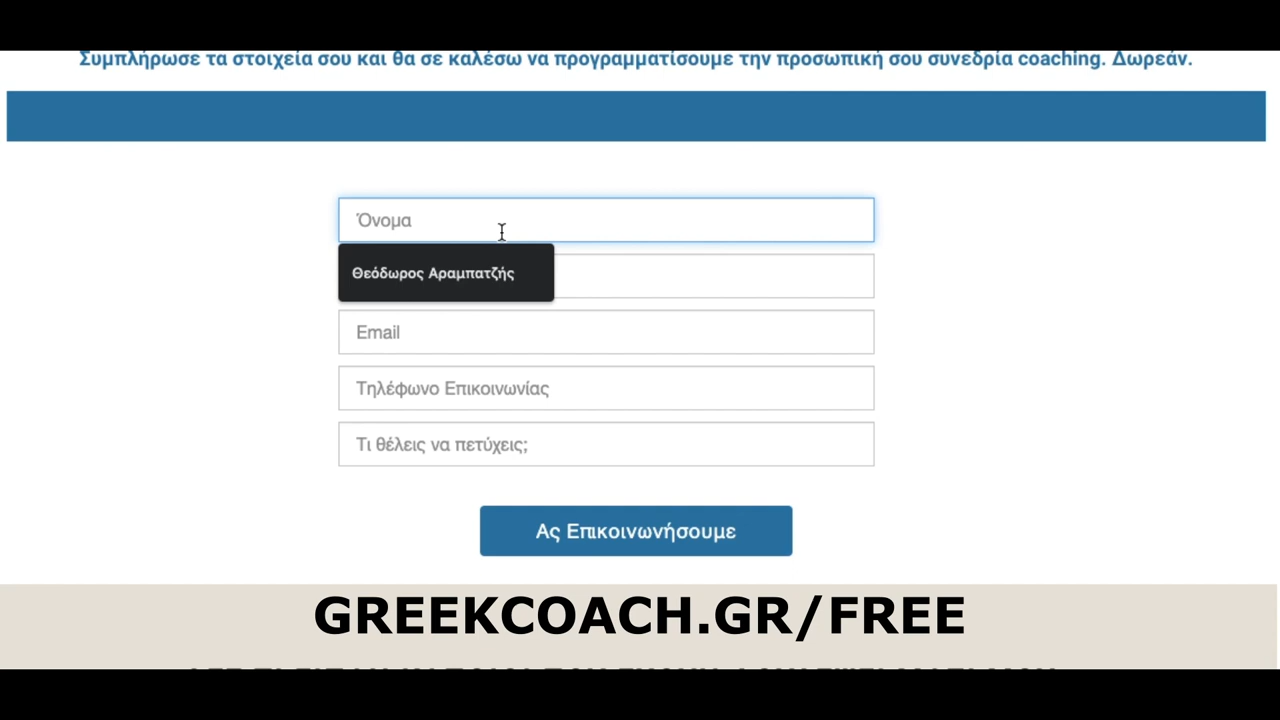 Συμπλήρωσε τα στοιχεία σου και θα σε καλέσω να προγραμματίσουμε την προσωπική σου συνεδρία coaching. Δωρεάν.
Όνομα
Θεόδωρος Αραμπατζής
Email
Τηλέφωνο Επικοινωνίας
Τι θέλεις να πετύχεις;
Ας Επικοινωνήσουμε
GREEKCOACH.GR/FREE